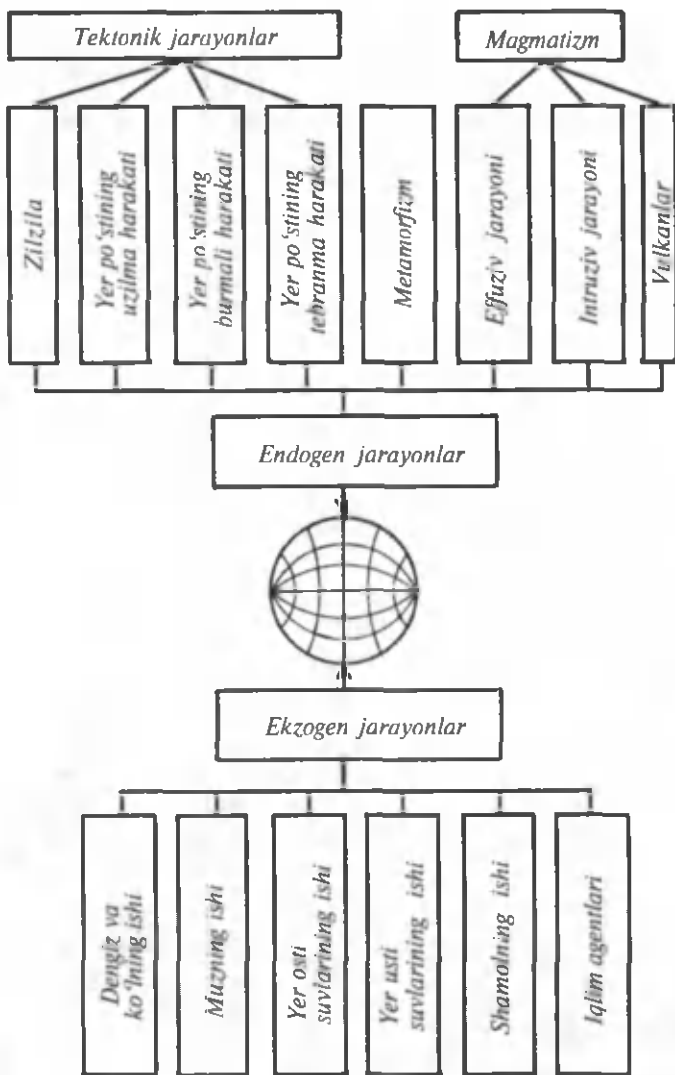 Tektonik jarayonlar
Magmatizm
Zilzila
Yer po'stining
uzilma harakati
Yer po'stining
burmali harakati
Yer po'stining
tebranma harakati
Metamorfizm
Effuziv jarayoni
Intruziv jarayoni
Vulkanlar
Endogen jarayonlar
Ekzogen jarayonlar
Dengiz va
ko'lning ishi
Muzning ishi
Yer osti
suvlarining ishi
Yer usti
suvlarining ishi
Shamolning ishi
Iqlim agentlari